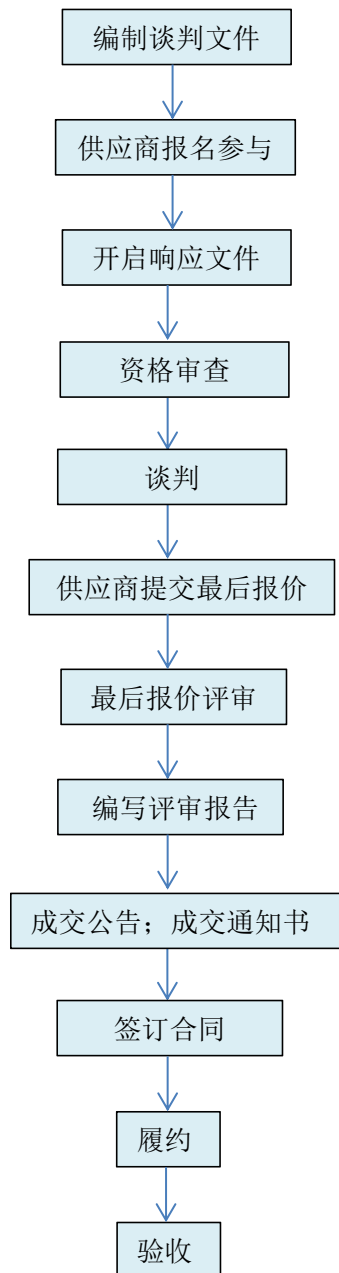 编制谈判文件
供应商报名参与
开启响应文件
资格审查
谈判
供应商提交最后报价
最后报价评审
编写评审报告
成交公告；成交通知书
签订合同
履约
验收